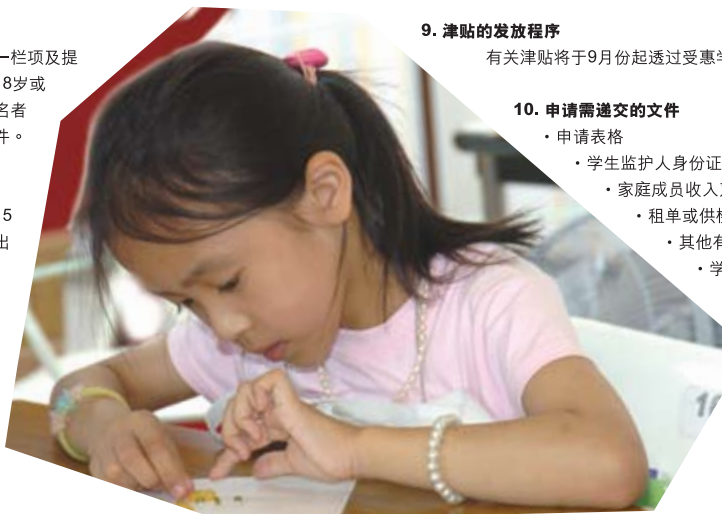 一栏项及提
8岁或
名者
件。
5
出
9. 津贴的发放程序
有关津贴将于9月份起透过受惠学
10. 申请需递交的文件
・申请表格
・学生监护人身份证
・家庭成员收入
・租单或供楼
・其他有
・学